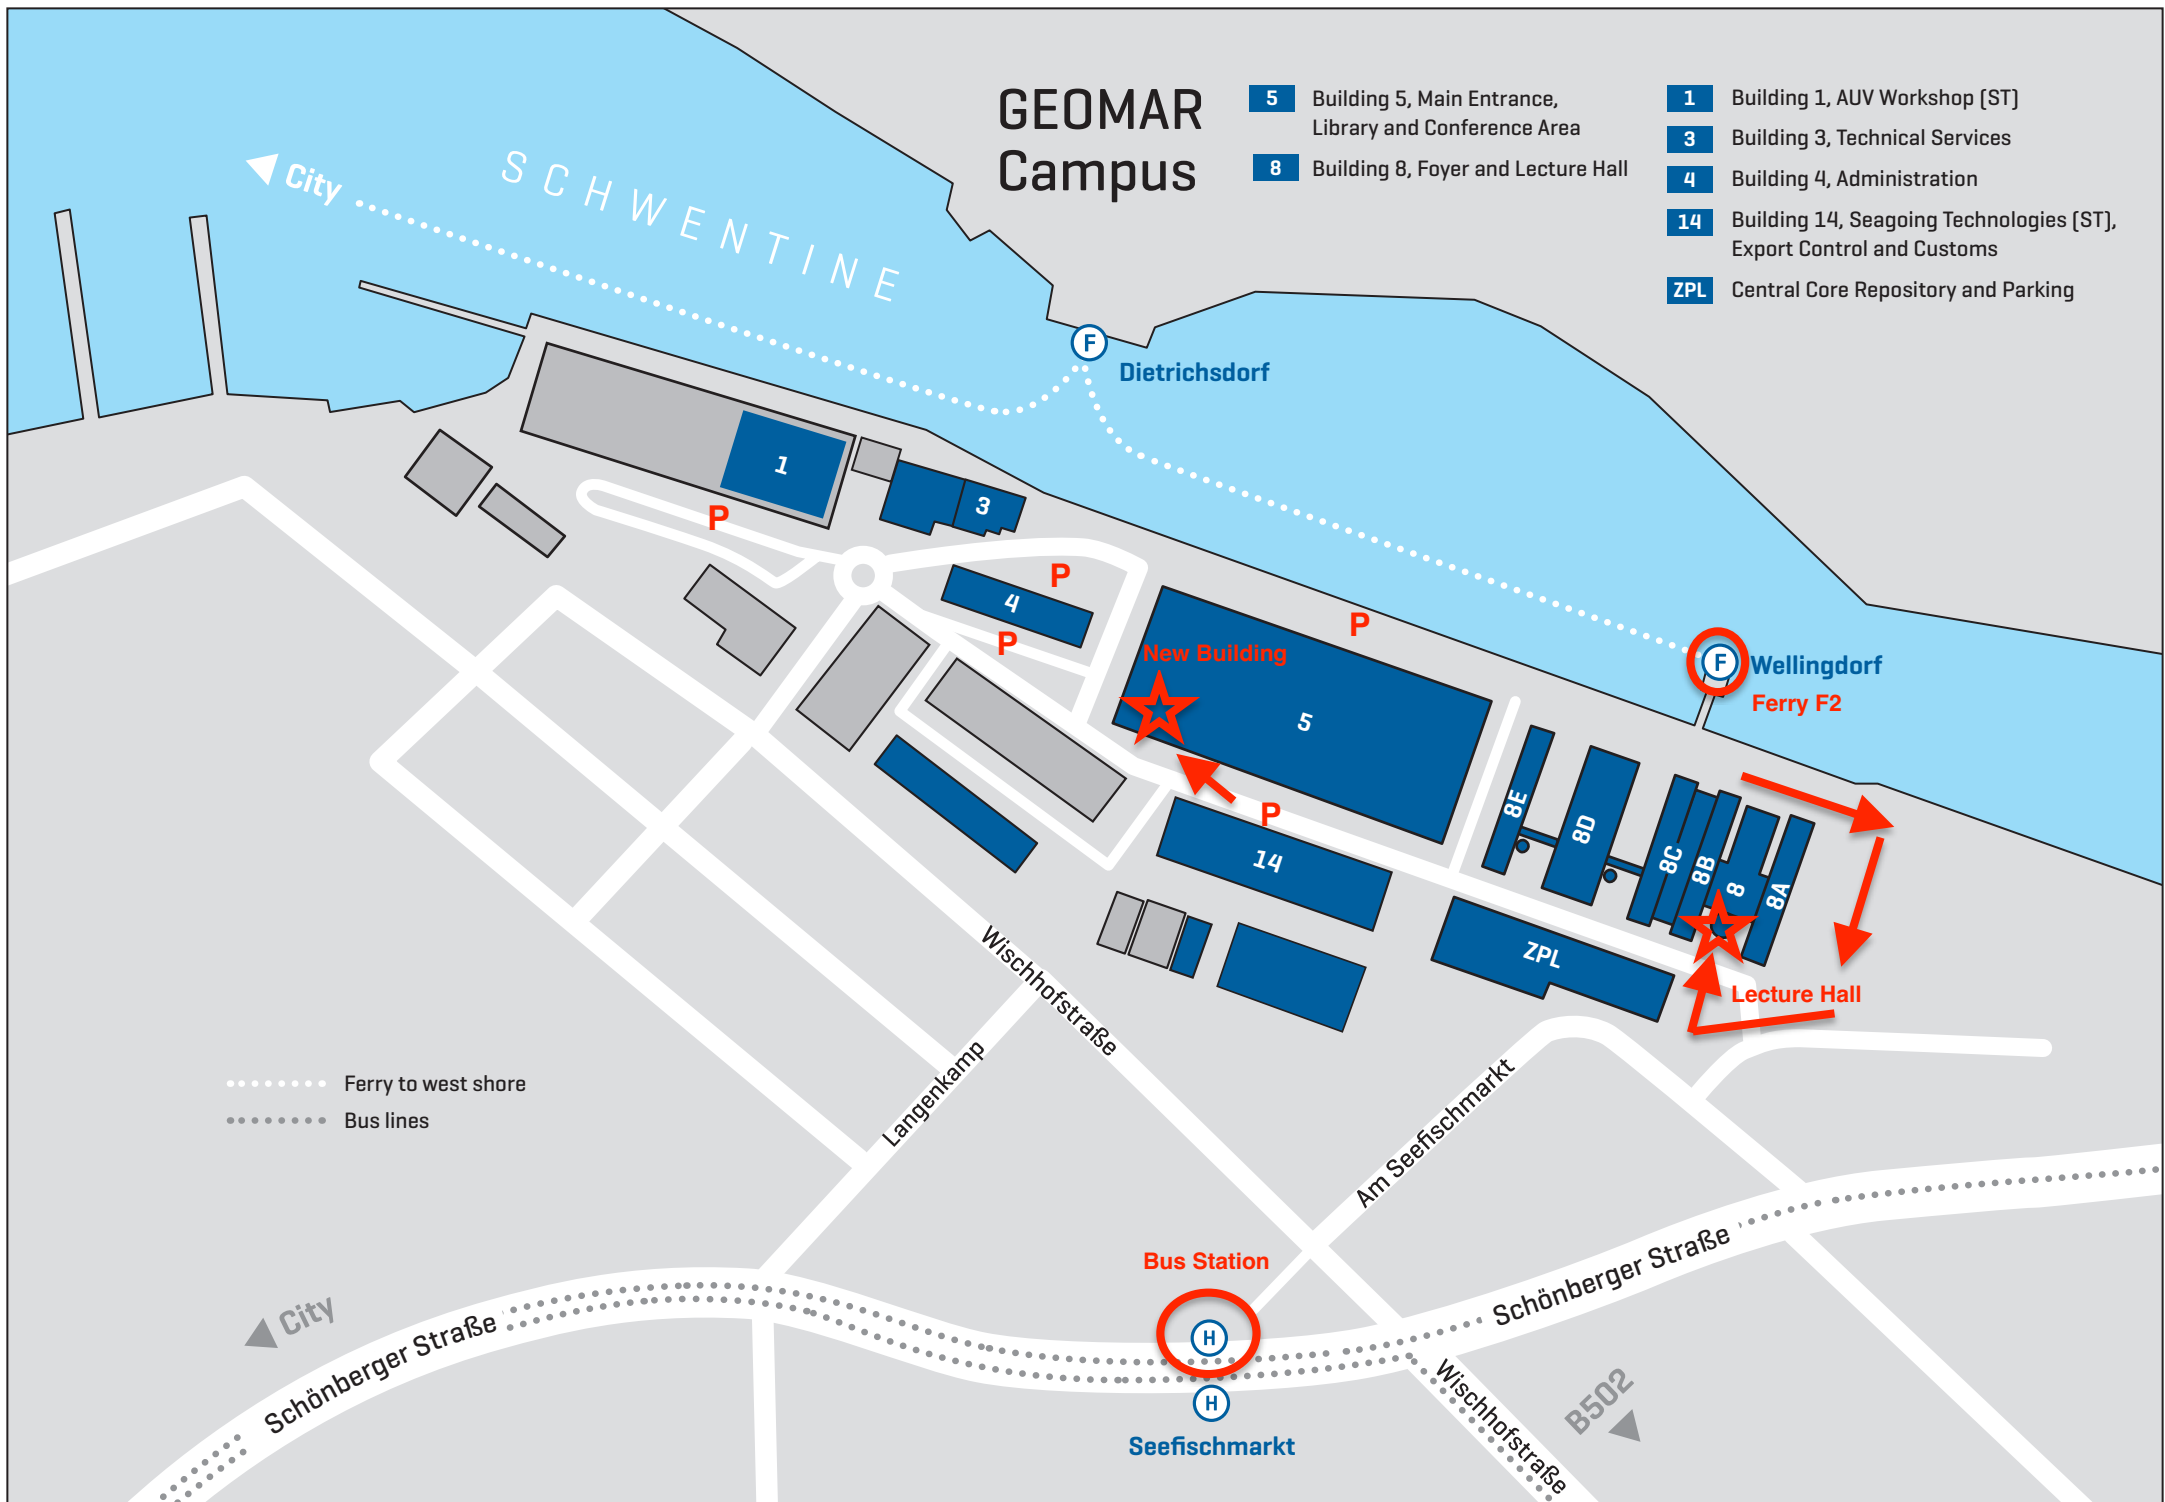 GEOMAR
Campus
5 Building 5, Main Entrance,
Library and Conference Area
8 Building 8, Foyer and Lecture Hall
1 Building 1, AUV Workshop (ST)
3 Building 3, Technical Services
4 Building 4, Administration
14 Building 14, Seagoing Technologies (ST),
Export Control and Customs
ZPL Central Core Repository and Parking
City
SCHWENTINE
F
Dietrichsdorf
1
3
P
P
4
P
P
New Building
5
F
Wellingdorf
Ferry F2
P
14
8E
8D
8C
8B
8
8A
ZPL
Lecture Hall
Wischhofstraße
Langenkamp
Am Seefischmarkt
Ferry to west shore
Bus lines
Bus Station
City
Schönberger Straße
Schönberger Straße
H
H
Seefischmarkt
Wischhofstraße
B502